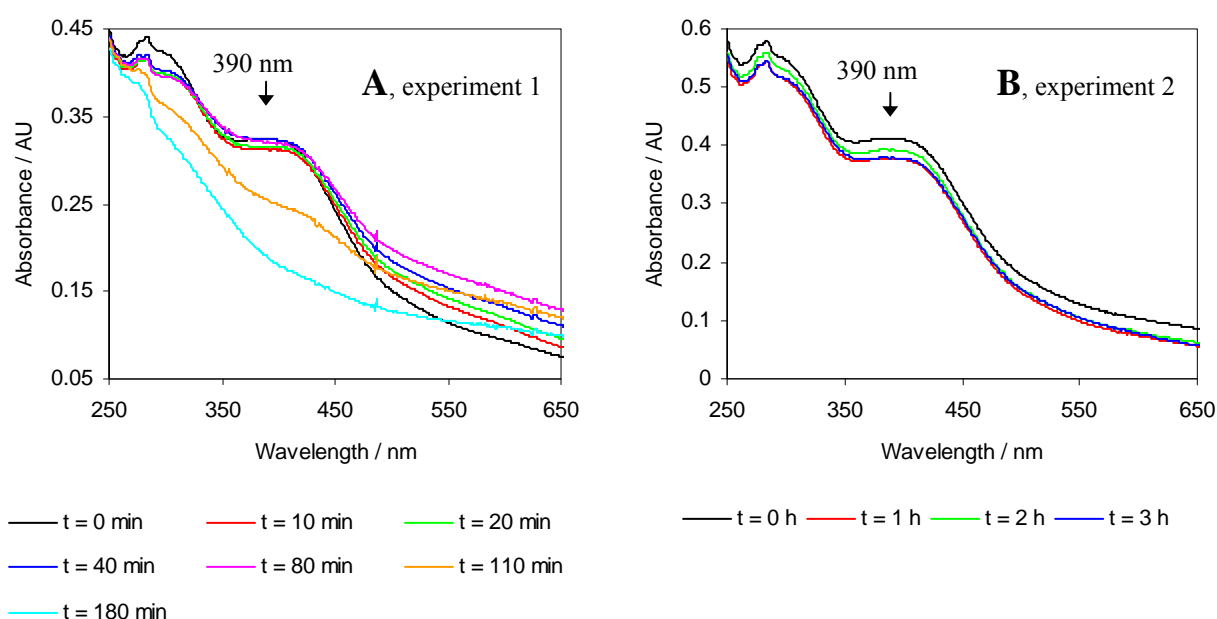 0.45
0.35
0.25
0.15
0.05
Absorbance / AU
390 nm
A, experiment 1
250 350 450 550 650
Wavelength / nm
t = 0 min t = 10 min t = 20 min
t = 40 min t = 80 min t = 110 min
t = 180 min
0.6
0.5
0.4
0.3
0.2
0.1
0
Absorbance / AU
390 nm
B, experiment 2
250 350 450 550 650
Wavelength / nm
t = 0 h t = 1 h t = 2 h t = 3 h